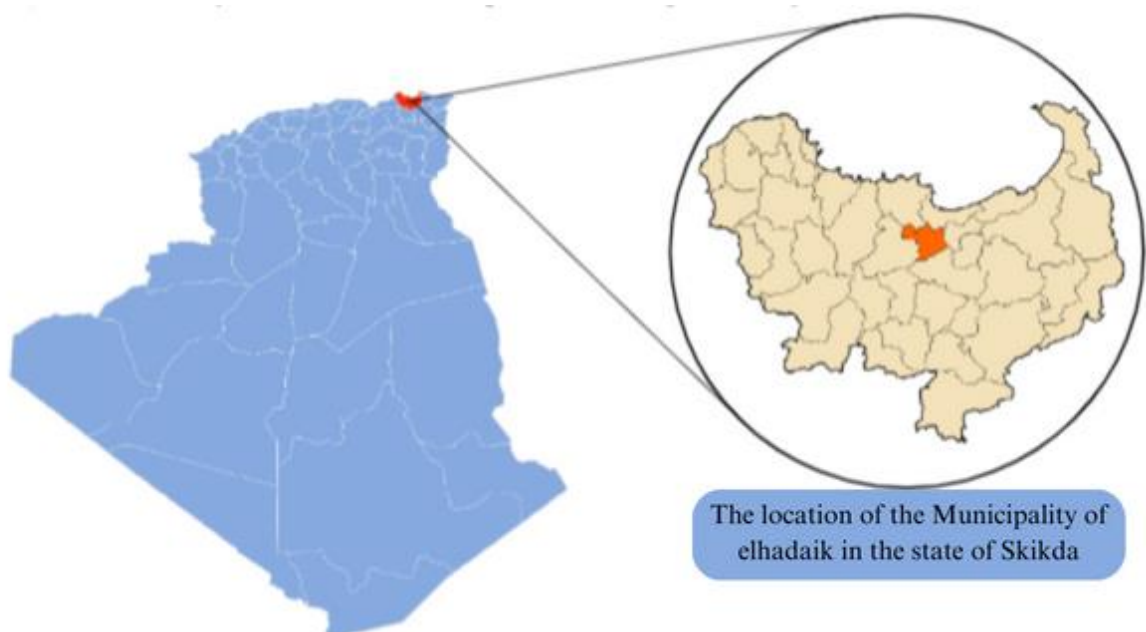 The location of the Municipality of
elhadaik in the state of Skikda